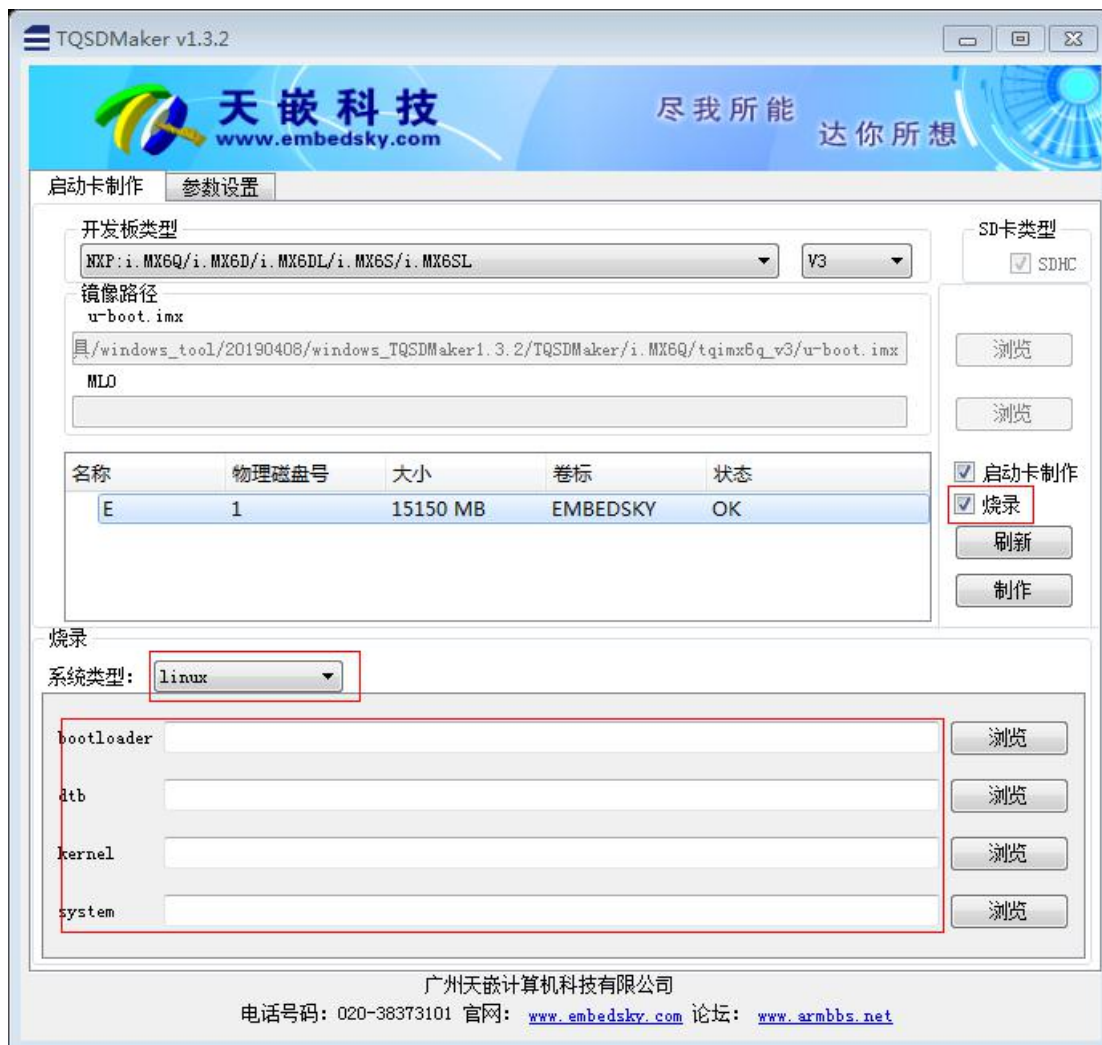 TQSDMaker v1.3.2
天嵌科技
www.embedsky.com
尽我所能
达你所想
启动卡制作 参数设置
开发板类型
SD卡类型
NXP:i.MX6Q/i.MX6D/i.MX6DL/i.MX6S/i.MX6SL V3
SDHC
镜像路径
u-boot.imx
具/windows_tool/20190408/windows_TQSDMaker1.3.2/TQSDMaker/i.MX6Q/tqimx6q_v3/u-boot.imx 浏览
MLO
浏览
名称 物理磁盘号 大小 卷标 状态
E 1 15150 MB EMBEDSKY OK
启动卡制作
烧录
刷新
制作
烧录
系统类型: linux
bootloader 浏览
dtb 浏览
kernel 浏览
system 浏览
广州天嵌计算机科技有限公司
电话号码: 020-38373101 官网: www.embedsky.com 论坛: www.armbbs.net